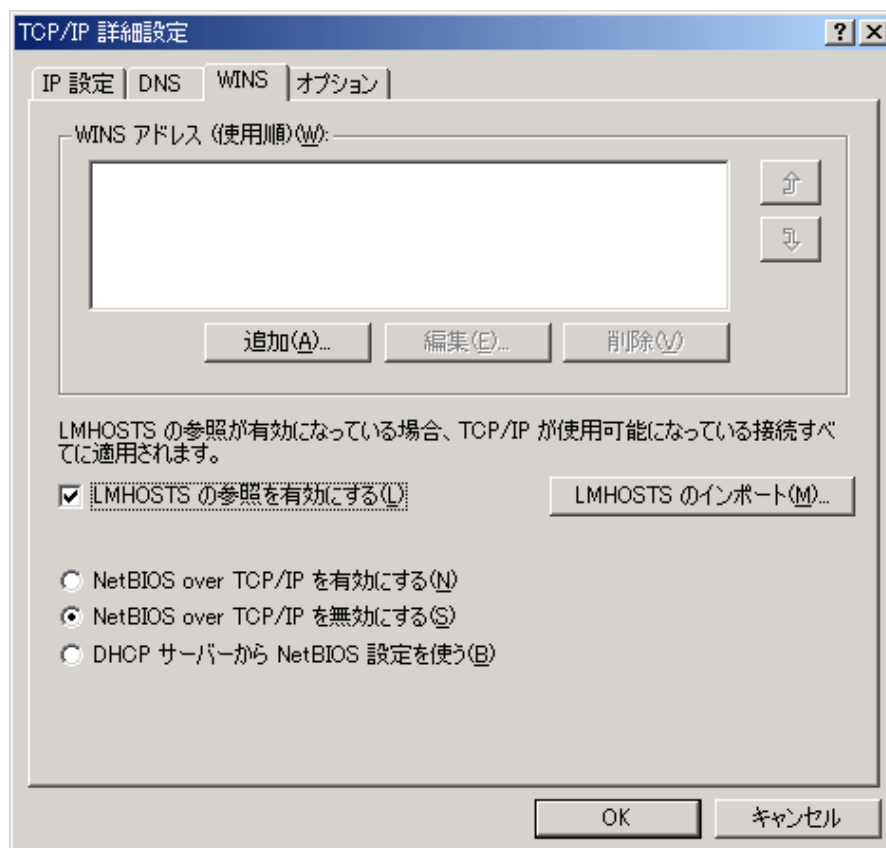 TCP/IP 詳細設定
IP 設定 DNS WINS オプション
WINS アドレス (使用順)(W):
追加(A)... 編集(E)... 削除(V)
LMHOSTS の参照が有効になっている場合、TCP/IP が使用可能になっている接続すべ
てに適用されます。
LMHOSTS の参照を有効にする(L) LMHOSTS のインポート(M)...
NetBIOS over TCP/IP を有効にする(N)
NetBIOS over TCP/IP を無効にする(S)
DHCP サーバーから NetBIOS 設定を使う(B)
OK キャンセル